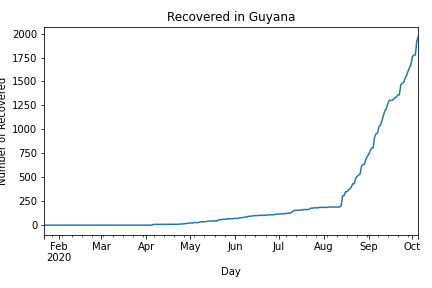 Recovered in Guyana
2000
1750
1500
1250
1000
750
500
250
0
Number of Recovered
Feb Mar Apr May Jun Jul Aug Sep Oct
2020
Day